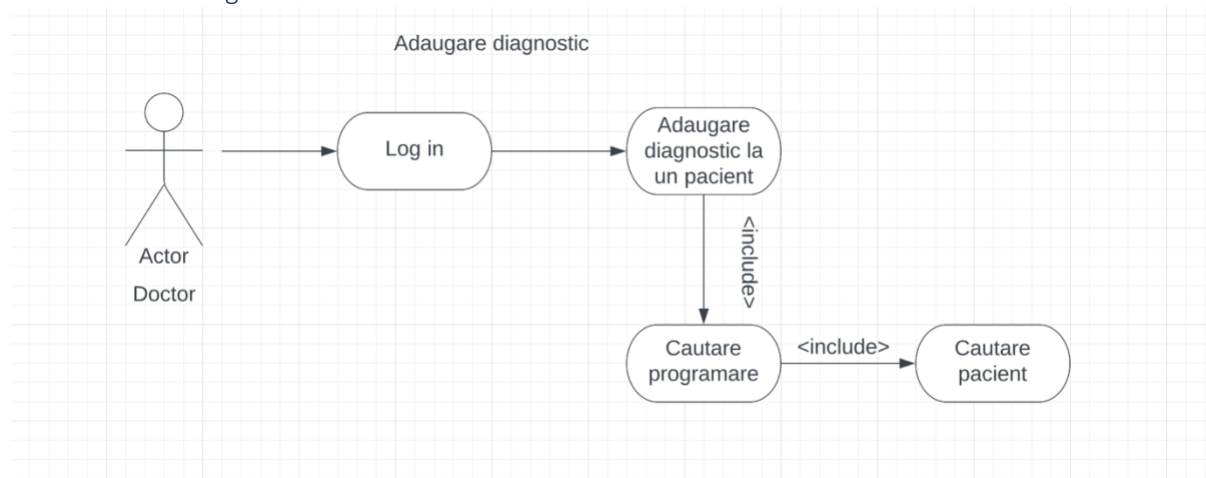 Adaugare diagnostic
Log in
Adaugare
diagnostic la
un pacient
<include>
Actor
Doctor
Cautare
programare
<include>
Cautare
pacient